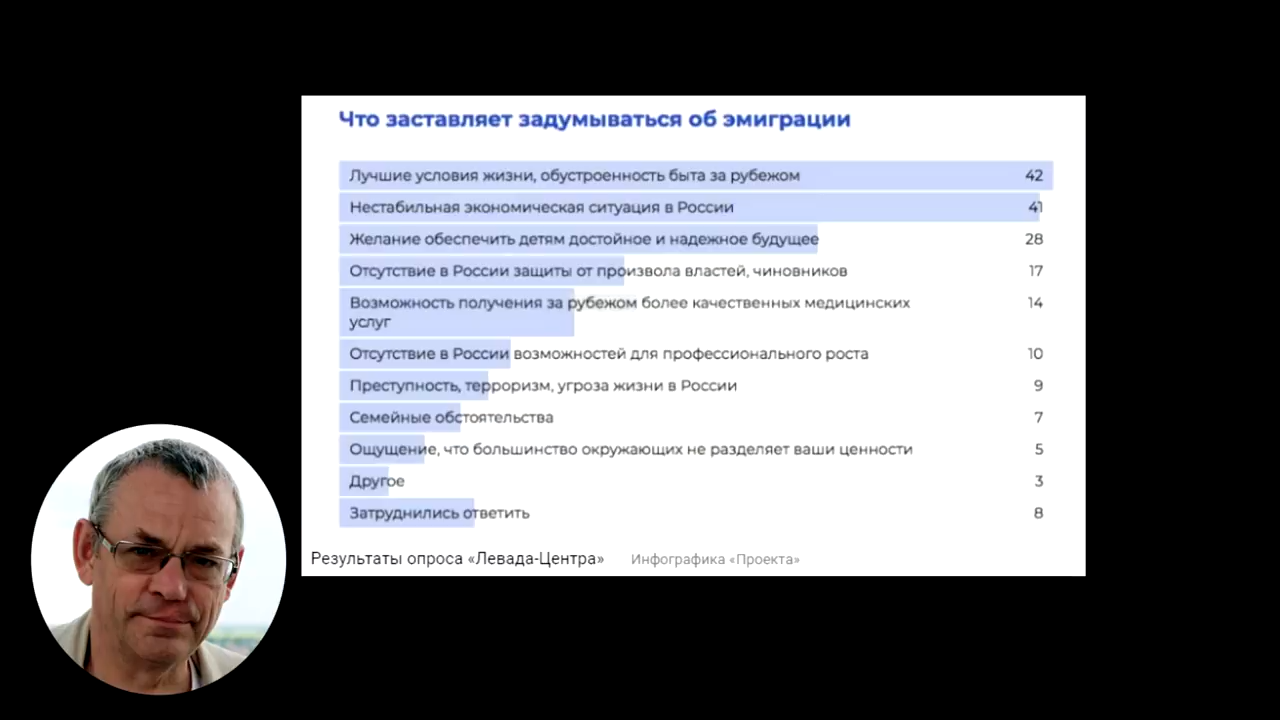 Что заставляет задумываться об эмиграции
Лучшие условия жизни, обустроенность быта за рубежом 42
Нестабильная экономическая ситуация в России 41
Желание обеспечить детям достойное и надежное будущее 28
Отсутствие в России защиты от произвола властей, чиновников 17
Возможность получения за рубежом более качественных медицинских 14
услуг
Отсутствие в России возможностей для профессионального роста 10
Преступность, терроризм, угроза жизни в России 9
Семейные обстоятельства 7
Ощущение, что большинство окружающих не разделяет ваши ценности 5
Другое 3
Затруднились ответить 8
Результаты опроса «Левада-Центра» Инфографика «Проекта»